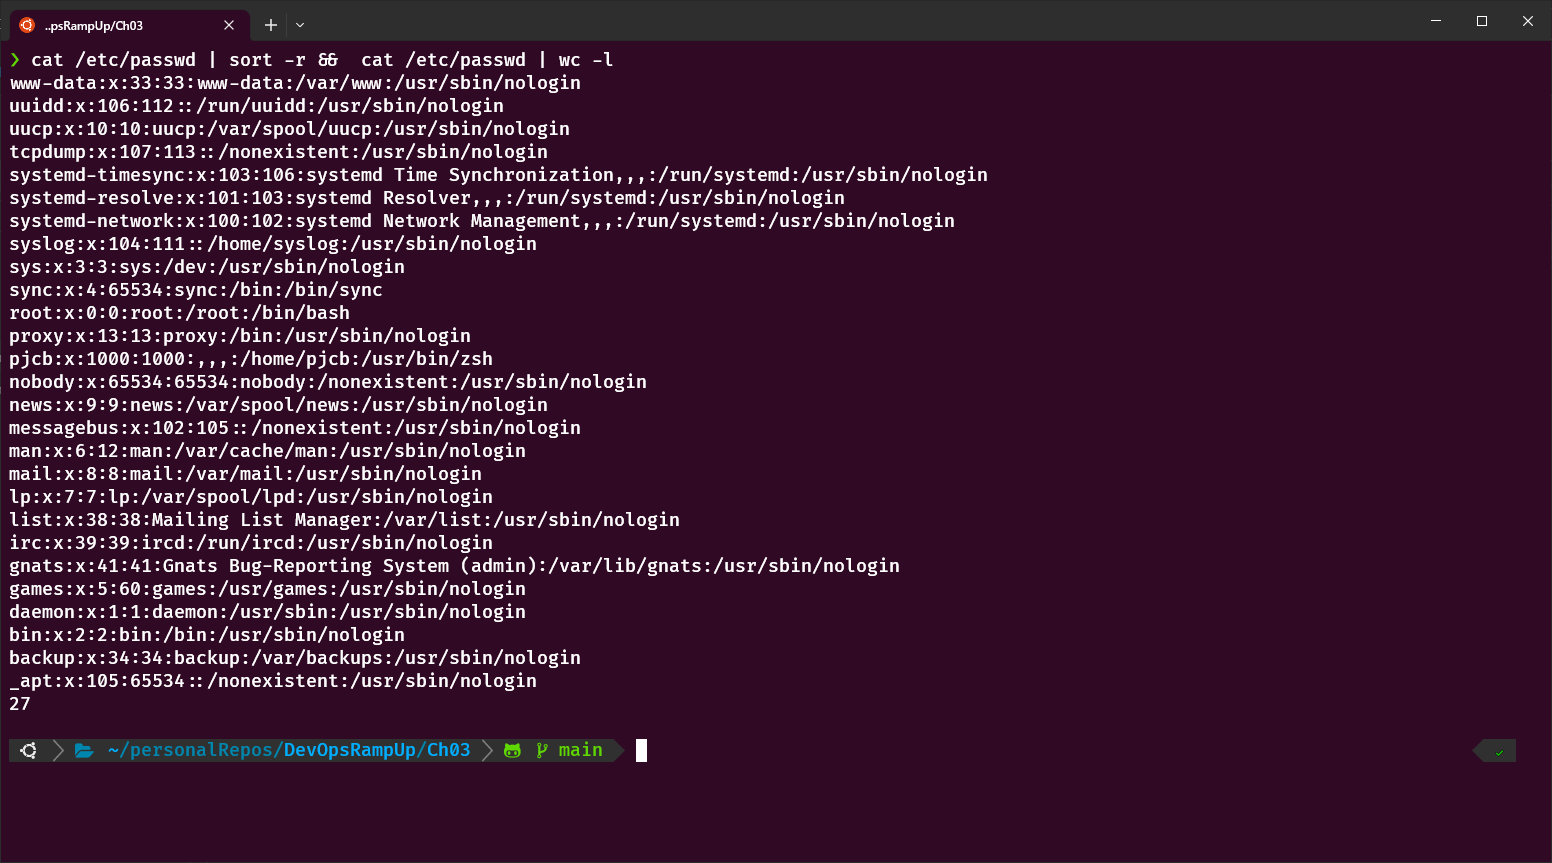 ..psRampUp/Ch03
❯ cat /etc/passwd | sort -r && cat /etc/passwd | wc -l
www-data:x:33:33:www-data:/var/www:/usr/sbin/nologin
uuidd:x:106:112::/run/uuidd:/usr/sbin/nologin
uucp:x:10:10:uucp:/var/spool/uucp:/usr/sbin/nologin
tcpdump:x:107:113::/nonexistent:/usr/sbin/nologin
systemd-timesync:x:103:106:systemd Time Synchronization,,,:/run/systemd:/usr/sbin/nologin
systemd-resolve:x:101:103:systemd Resolver,,,:/run/systemd:/usr/sbin/nologin
systemd-network:x:100:102:systemd Network Management,,,:/run/systemd:/usr/sbin/nologin
syslog:x:104:111::/home/syslog:/usr/sbin/nologin
sys:x:3:3:sys:/dev:/usr/sbin/nologin
sync:x:4:65534:sync:/bin:/bin/sync
root:x:0:0:root:/root:/bin/bash
proxy:x:13:13:proxy:/bin:/usr/sbin/nologin
pjcb:x:1000:1000:,,,:/home/pjcb:/usr/bin/zsh
nobody:x:65534:65534:nobody:/nonexistent:/usr/sbin/nologin
news:x:9:9:news:/var/spool/news:/usr/sbin/nologin
messagebus:x:102:105::/nonexistent:/usr/sbin/nologin
man:x:6:12:man:/var/cache/man:/usr/sbin/nologin
mail:x:8:8:mail:/var/mail:/usr/sbin/nologin
lp:x:7:7:lp:/var/spool/lpd:/usr/sbin/nologin
list:x:38:38:Mailing List Manager:/var/list:/usr/sbin/nologin
irc:x:39:39:ircd:/run/ircd:/usr/sbin/nologin
gnats:x:41:41:Gnats Bug-Reporting System (admin):/var/lib/gnats:/usr/sbin/nologin
games:x:5:60:games:/usr/games:/usr/sbin/nologin
daemon:x:1:1:daemon:/usr/sbin:/usr/sbin/nologin
bin:x:2:2:bin:/bin:/usr/sbin/nologin
backup:x:34:34:backup:/var/backups:/usr/sbin/nologin
_apt:x:105:65534::/nonexistent:/usr/sbin/nologin
27
~/personalRepos/DevOpsRampUp/Ch03 main ✓